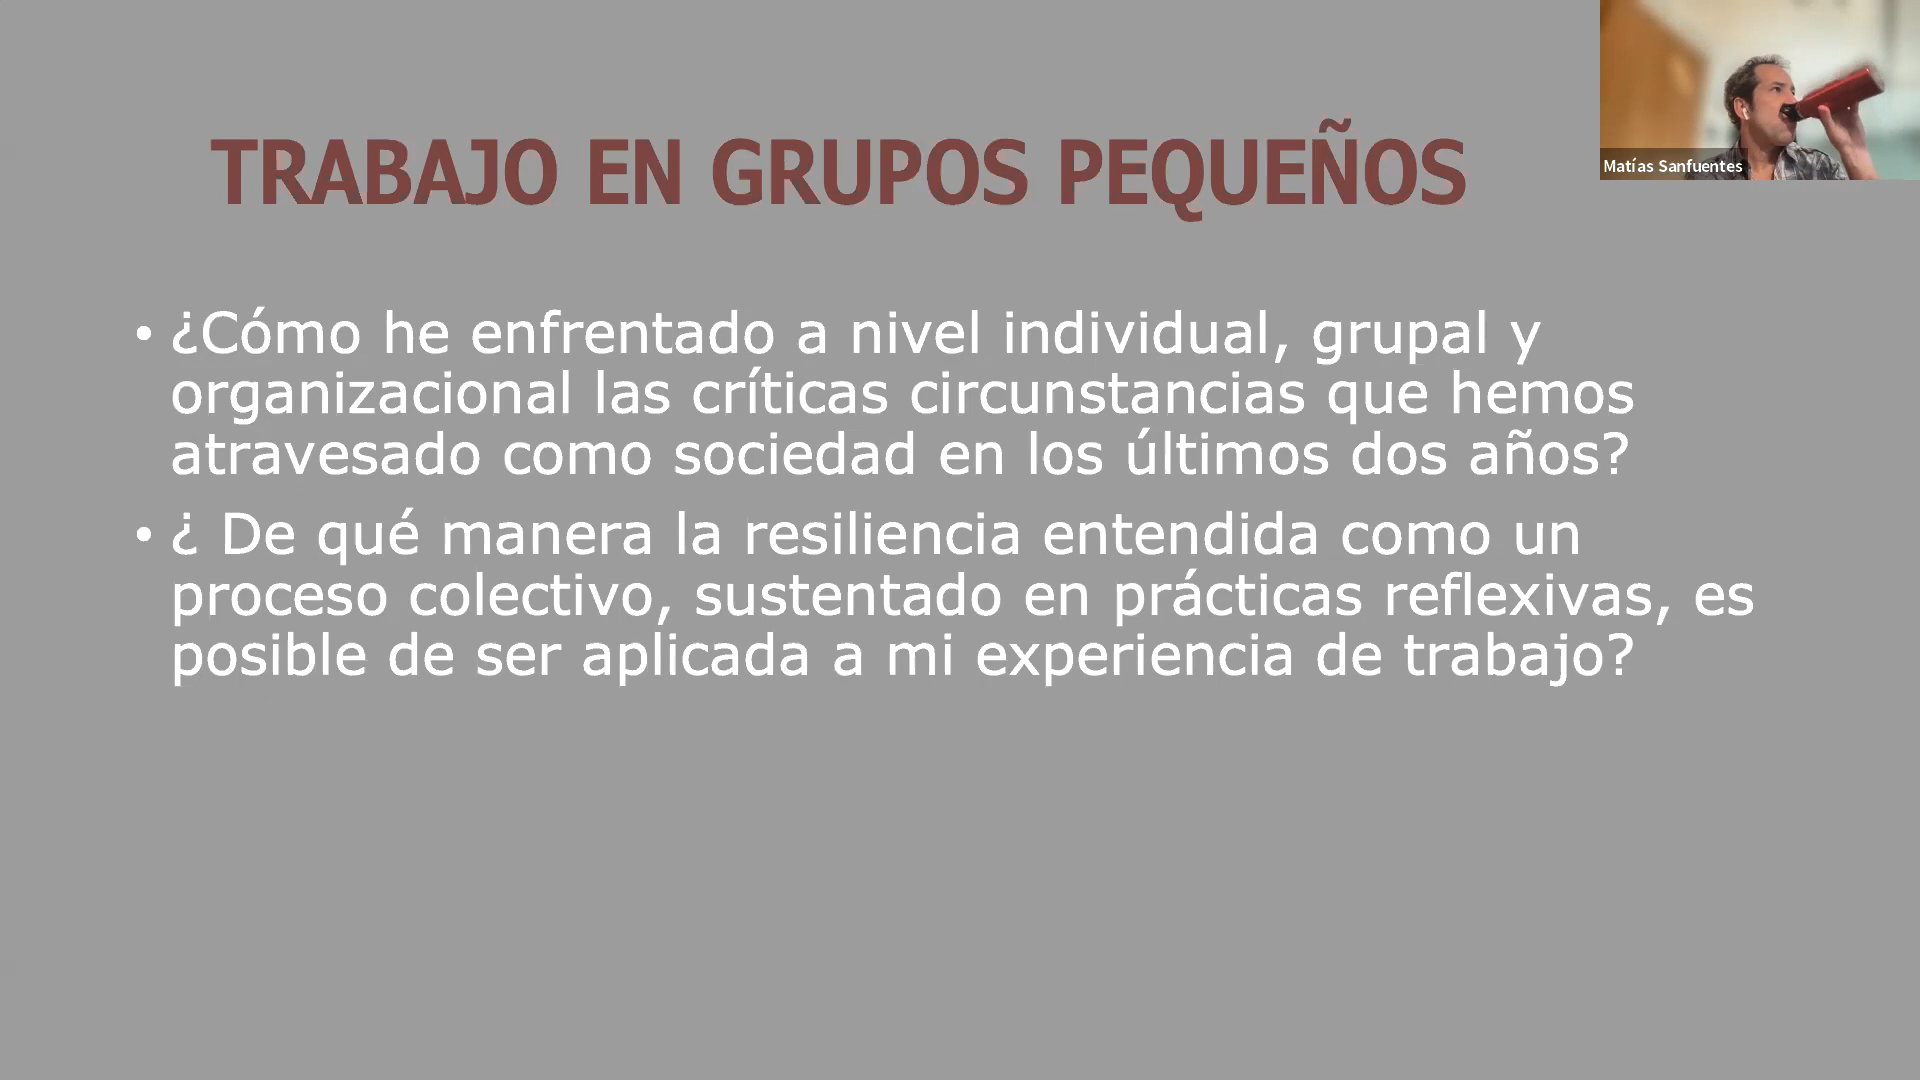 TRABAJO EN GRUPOS PEQUEÑOS
Matías Sanfuentes
• ¿Cómo he enfrentado a nivel individual, grupal y
organizacional las críticas circunstancias que hemos
atravesado como sociedad en los últimos dos años?
• ¿ De qué manera la resiliencia entendida como un
proceso colectivo, sustentado en prácticas reflexivas, es
posible de ser aplicada a mi experiencia de trabajo?